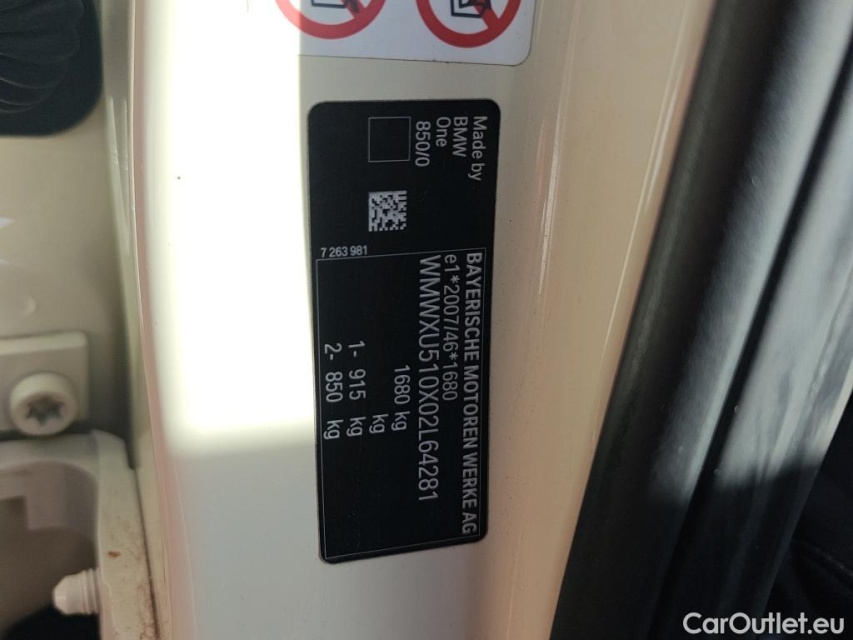 Made by
BMW
One
850/0
7 263 981
BAYERISCHE MOTOREN WERKE AG
e1*2007/46*1680
WMWXU510X02L64281
1680 kg
kg
1- 915 kg
2- 850 kg
CarOutlet.eu